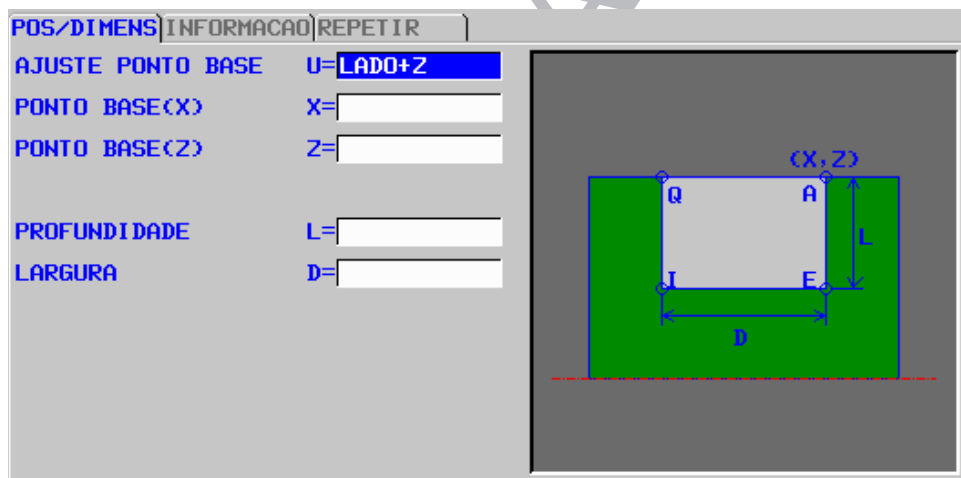 POS/DIMENS INFORMACAO REPETIR
AJUSTE PONTO BASE U=LADO+Z
PONTO BASE(X) X=
PONTO BASE(Z) Z=
PROFUNDIDADE L=
LARGURA D=
(X,Z)
Q A
L
I E
D